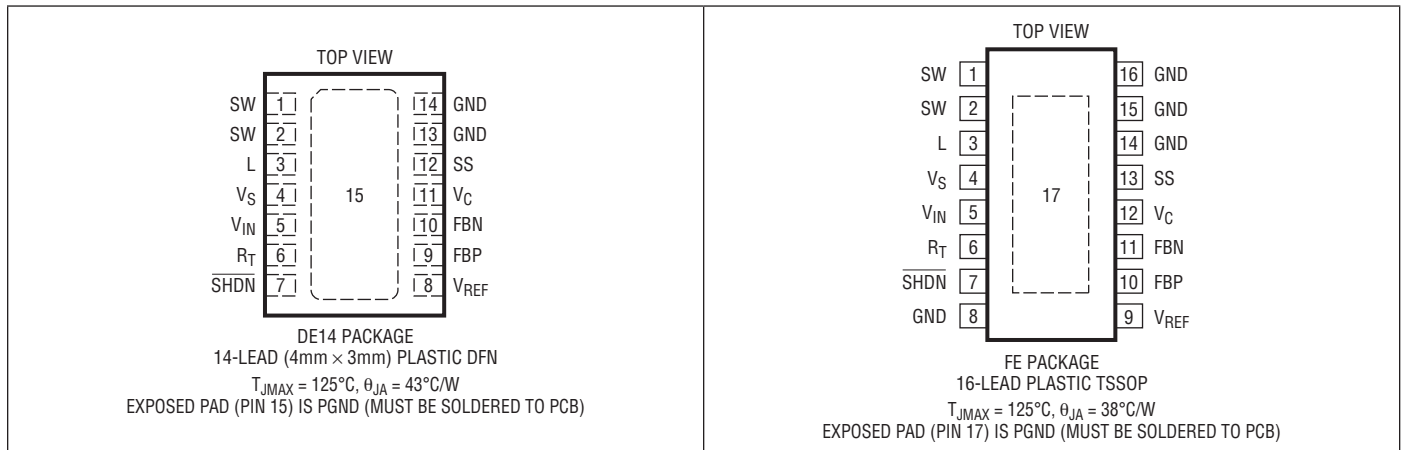 TOP VIEW
SW 1 14 GND
SW 2 13 GND
L 3 12 SS
VS 4 15 11 VC
VIN 5 10 FBN
RT 6 9 FBP
SHDN 7 8 VREF
DE14 PACKAGE
14-LEAD (4mm × 3mm) PLASTIC DFN
TJMAX = 125°C, θJA = 43°C/W
EXPOSED PAD (PIN 15) IS PGND (MUST BE SOLDERED TO PCB)
TOP VIEW
SW 1 16 GND
SW 2 15 GND
L 3 14 GND
VS 4 13 SS
17
VIN 5 12 VC
RT 6 11 FBN
SHDN 7 10 FBP
GND 8 9 VREF
FE PACKAGE
16-LEAD PLASTIC TSSOP
TJMAX = 125°C, θJA = 38°C/W
EXPOSED PAD (PIN 17) IS PGND (MUST BE SOLDERED TO PCB)